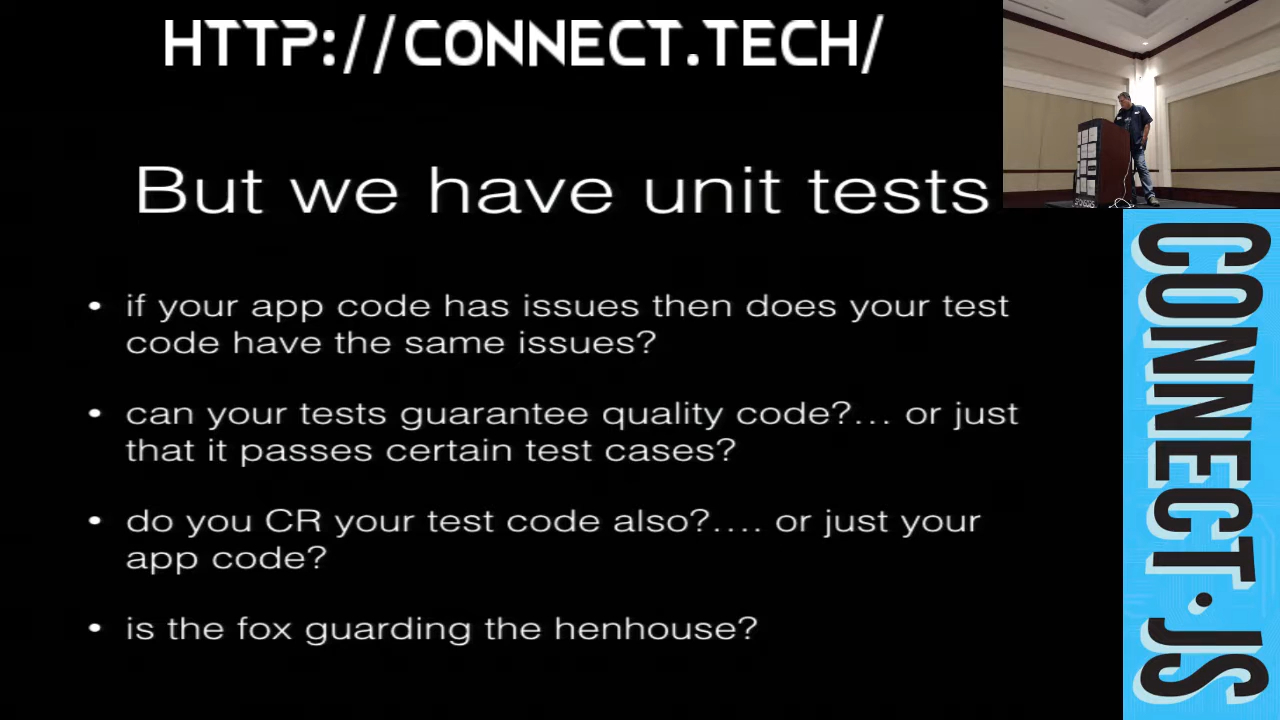 HTTP://CONNECT.TECH/
But we have unit tests
• if your app code has issues then does your test
code have the same issues?
• can your tests guarantee quality code?... or just
that it passes certain test cases?
• do you CR your test code also?.... or just your
app code?
• is the fox guarding the henhouse?
CONNECT.JS